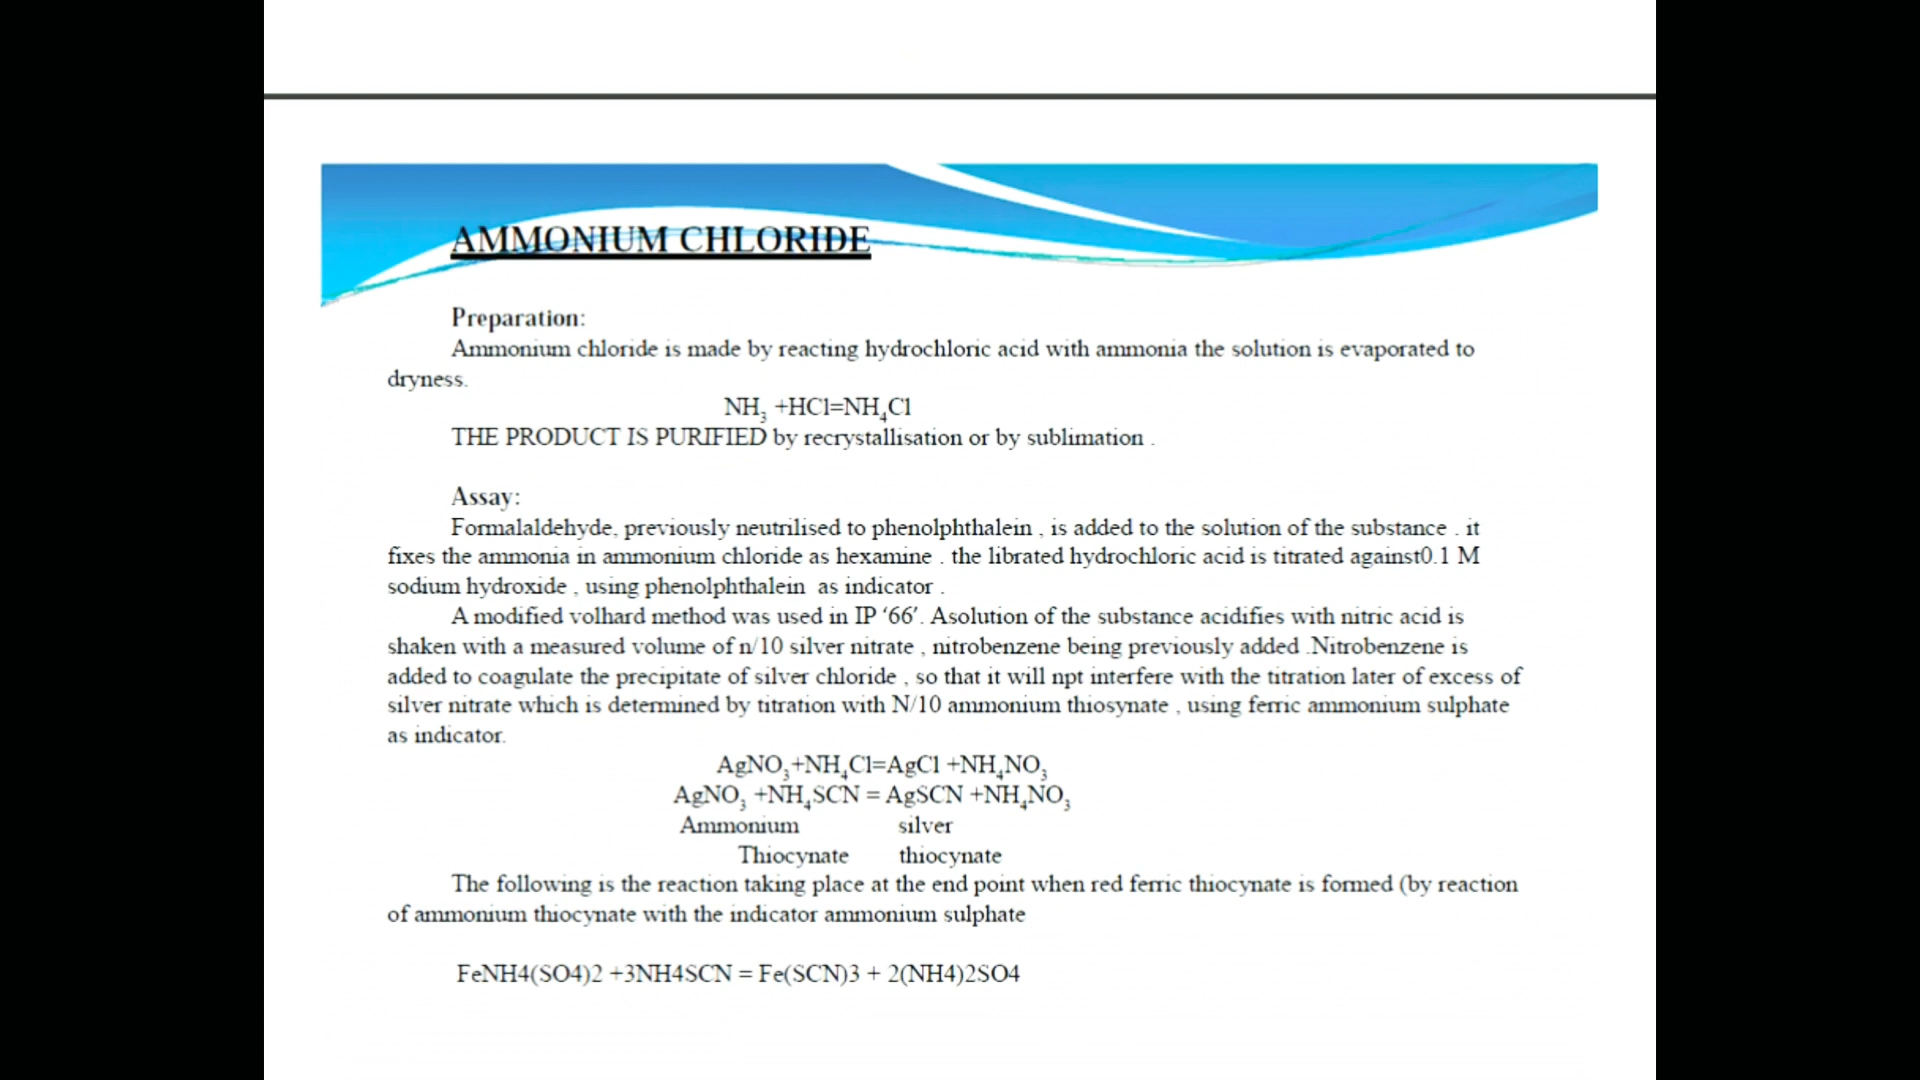 AMMONIUM CHLORIDE
Preparation:
Ammonium chloride is made by reacting hydrochloric acid with ammonia the solution is evaporated to
dryness.
NH₃ +HCl=NH₄Cl
THE PRODUCT IS PURIFIED by recrystallisation or by sublimation .
Assay:
Formalaldehyde, previously neutrilised to phenolphthalein , is added to the solution of the substance . it
fixes the ammonia in ammonium chloride as hexamine . the librated hydrochloric acid is titrated against0.1 M
sodium hydroxide , using phenolphthalein as indicator .
A modified volhard method was used in IP ‘66’. Asolution of the substance acidifies with nitric acid is
shaken with a measured volume of n/10 silver nitrate , nitrobenzene being previously added .Nitrobenzene is
added to coagulate the precipitate of silver chloride , so that it will npt interfere with the titration later of excess of
silver nitrate which is determined by titration with N/10 ammonium thiosynate , using ferric ammonium sulphate
as indicator.
AgNO₃+NH₄Cl=AgCl +NH₄NO₃
AgNO₃ +NH₄SCN = AgSCN +NH₄NO₃
Ammonium silver
Thiocynate thiocynate
The following is the reaction taking place at the end point when red ferric thiocynate is formed (by reaction
of ammonium thiocynate with the indicator ammonium sulphate
FeNH4(SO4)2 +3NH4SCN = Fe(SCN)3 + 2(NH4)2SO4